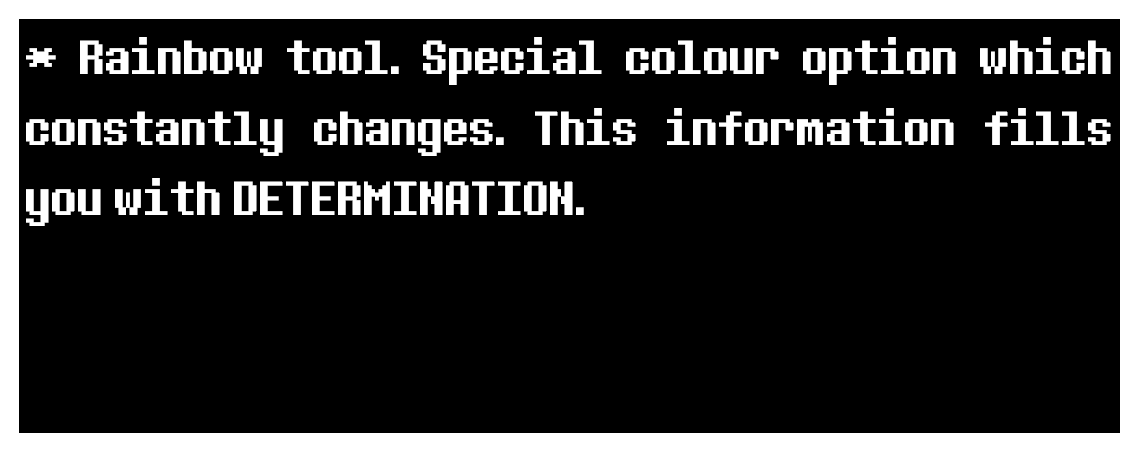 * Rainbow tool. Special colour option which
constantly changes. This information fills
you with DETERMINATION.